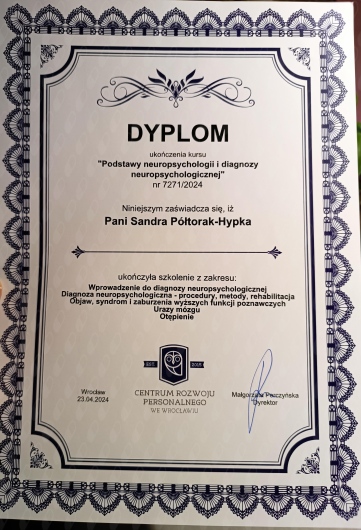 DYPLOM
ukończenia kursu
"Podstawy neuropsychologii i diagnozy
neuropsychologicznej"
nr 7271/2024
Niniejszym zaświadcza się, iż
Pani Sandra Półtorak-Hypka
ukończyła szkolenie z zakresu:
Wprowadzenie do diagnozy neuropsychologicznej
Diagnoza neuropsychologiczna - procedury, metody, rehabilitacja
Objaw, syndrom i zaburzenia wyższych funkcji poznawczych
Urazy mózgu
Otępienie
Wrocław
23.04.2024
CENTRUM ROZWOJU
PERSONALNEGO
WE WROCŁAWIU
Dyrektor